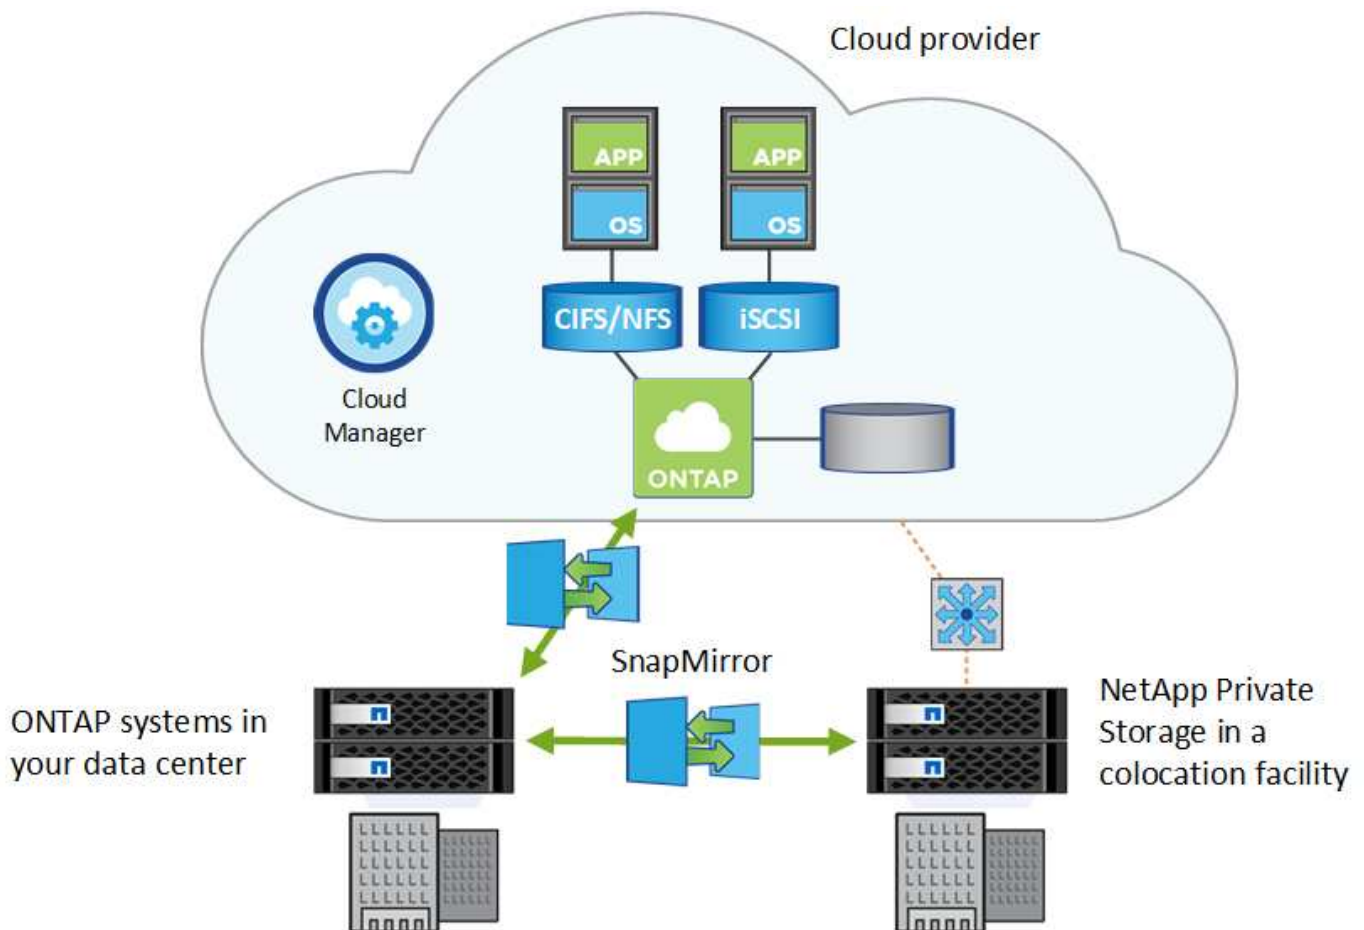 Cloud provider
APP
APP
OS
OS
CIFS/NFS
iSCSI
Cloud
Manager
ONTAP
SnapMirror
ONTAP systems in
your data center
NetApp Private
Storage in a
colocation facility